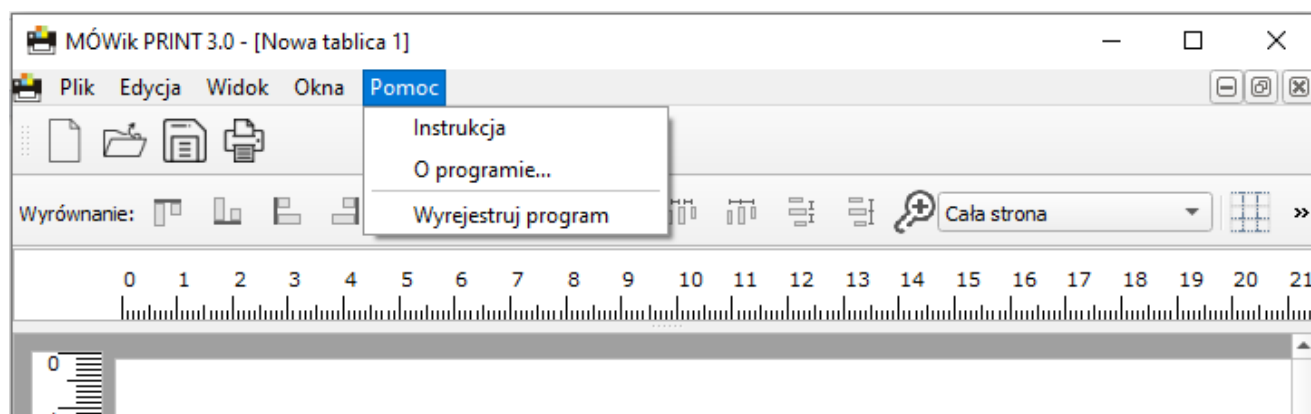 MÓWik PRINT 3.0 - [Nowa tablica 1]
Plik Edycja Widok Okna Pomoc
Instrukcja
O programie...
Wyrejestruj program
Wyrównanie:
Cała strona
»
0 1 2 3 4 5 6 7 8 9 10 11 12 13 14 15 16 17 18 19 20 21
0